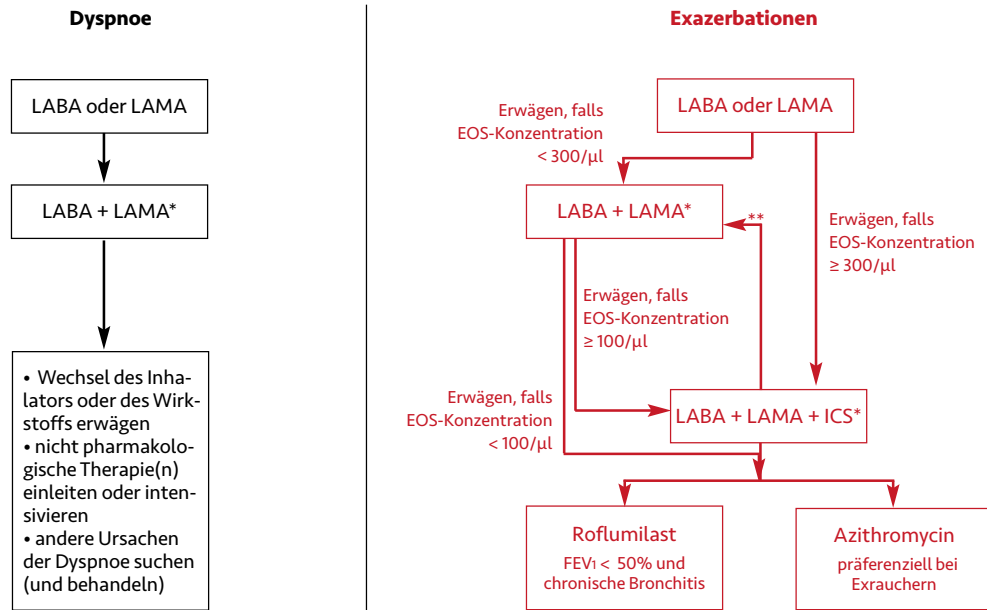 Dyspnoe
LABA oder LAMA
LABA + LAMA*
• Wechsel des Inha-
lators oder des Wirk-
stoffs erwägen
• nicht pharmakolo-
gische Therapie(n)
einleiten oder inten-
sivieren
• andere Ursachen
der Dyspnoe suchen
(und behandeln)
Exazerbationen
LABA oder LAMA
Erwägen, falls
EOS-Konzentration
< 300/µl
LABA + LAMA*
**
Erwägen, falls
EOS-Konzentration
≥ 300/µl
Erwägen, falls
EOS-Konzentration
≥ 100/µl
Erwägen, falls
EOS-Konzentration
< 100/µl
LABA + LAMA + ICS*
Roflumilast
FEV1 < 50% und
chronische Bronchitis
Azithromycin
präferenziell bei
Exrauchern